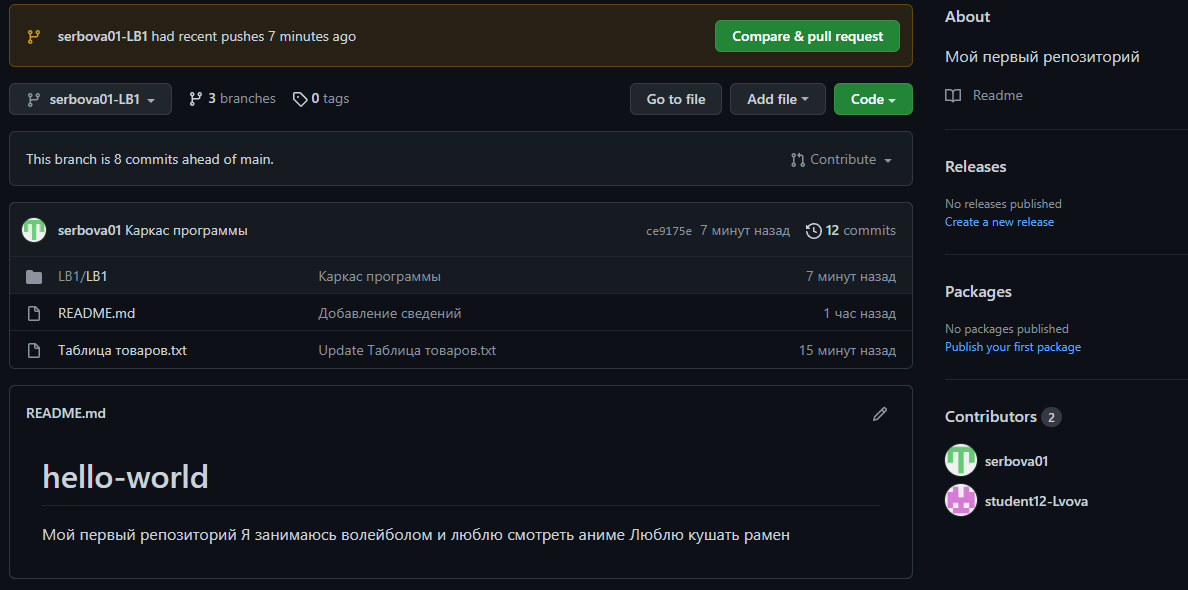 serbova01-LB1 had recent pushes 7 minutes ago
Compare & pull request
serbova01-LB1
3 branches
0 tags
Go to file
Add file
Code
This branch is 8 commits ahead of main.
Contribute
serbova01 Каркас программы
ce9175e 7 минут назад
12 commits
LB1/LB1
Каркас программы
7 минут назад
README.md
Добавление сведений
1 час назад
Таблица товаров.txt
Update Таблица товаров.txt
15 минут назад
README.md
hello-world
Мой первый репозиторий Я занимаюсь волейболом и люблю смотреть аниме Люблю кушать рамен
About
Мой первый репозиторий
Readme
Releases
No releases published
Create a new release
Packages
No packages published
Publish your first package
Contributors 2
serbova01
student12-Lvova